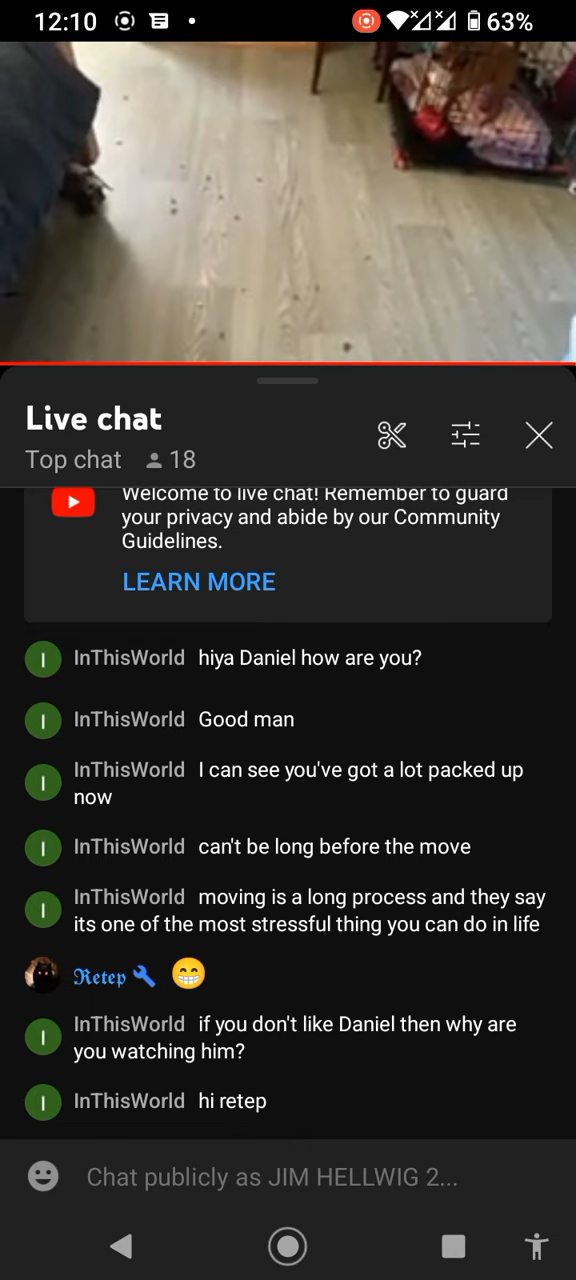 12:10
63%
Live chat
Top chat 18
Welcome to live chat! Remember to guard
your privacy and abide by our Community
Guidelines.
LEARN MORE
InThisWorld hiya Daniel how are you?
InThisWorld Good man
InThisWorld I can see you've got a lot packed up
now
InThisWorld can't be long before the move
InThisWorld moving is a long process and they say
its one of the most stressful thing you can do in life
𝕽𝖊𝖙𝖊𝖕 🔧 😁
InThisWorld if you don't like Daniel then why are
you watching him?
InThisWorld hi retep
Chat publicly as JIM HELLWIG 2...